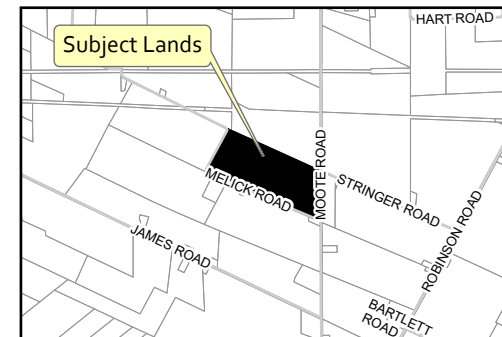 HART ROAD
Subject Lands
MELICK ROAD
MOOTE ROAD
STRINGER ROAD
ROBINSON ROAD
JAMES ROAD
BARTLETT
ROAD